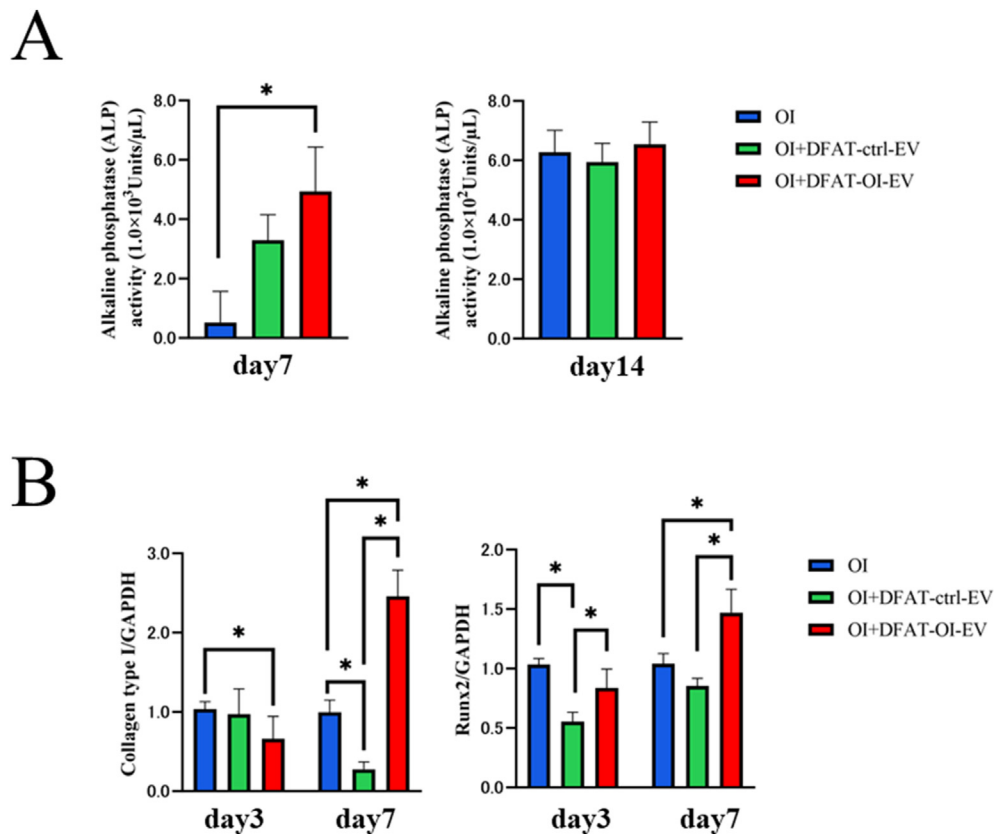 A
Alkaline phosphatase (ALP)
activity (1.0×10³Units/μL)
8.0
6.0
4.0
2.0
0.0
*
day7
Alkaline phosphatase (ALP)
activity (1.0×10²Units/μL)
8.0
6.0
4.0
2.0
0.0
day14
OI
OI+DFAT-ctrl-EV
OI+DFAT-OI-EV
B
Collagen type I/GAPDH
3.0
2.0
1.0
0.0
*
*
*
*
day3 day7
Runx2/GAPDH
2.0
1.5
1.0
0.5
0.0
*
*
*
*
day3 day7
OI
OI+DFAT-ctrl-EV
OI+DFAT-OI-EV